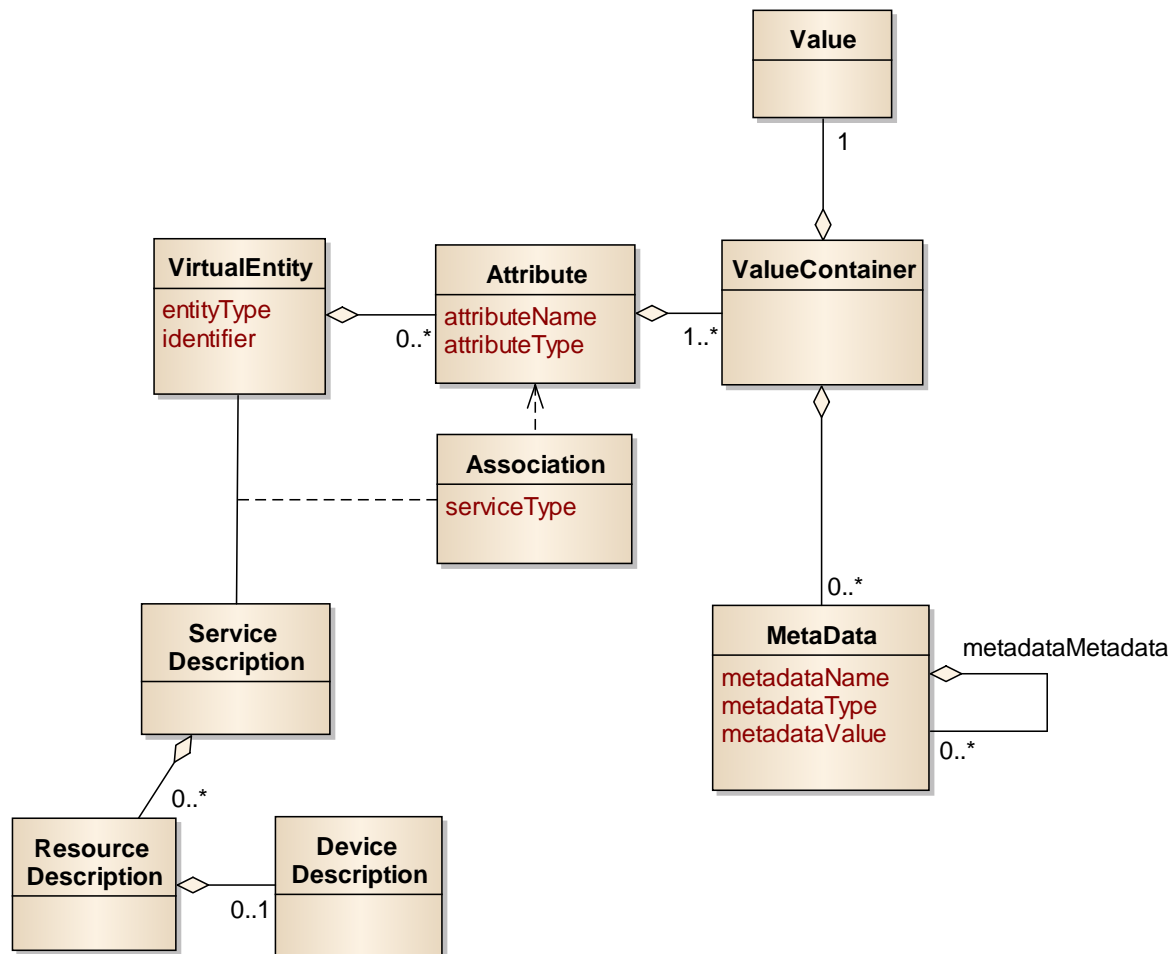 Value
1
VirtualEntity
entityType
identifier
0..*
Attribute
attributeName
attributeType
1..*
ValueContainer
Association
serviceType
0..*
Service
Description
MetaData
metadataName
metadataType
metadataValue
metadataMetadata
0..*
0..*
Resource
Description
0..1
Device
Description